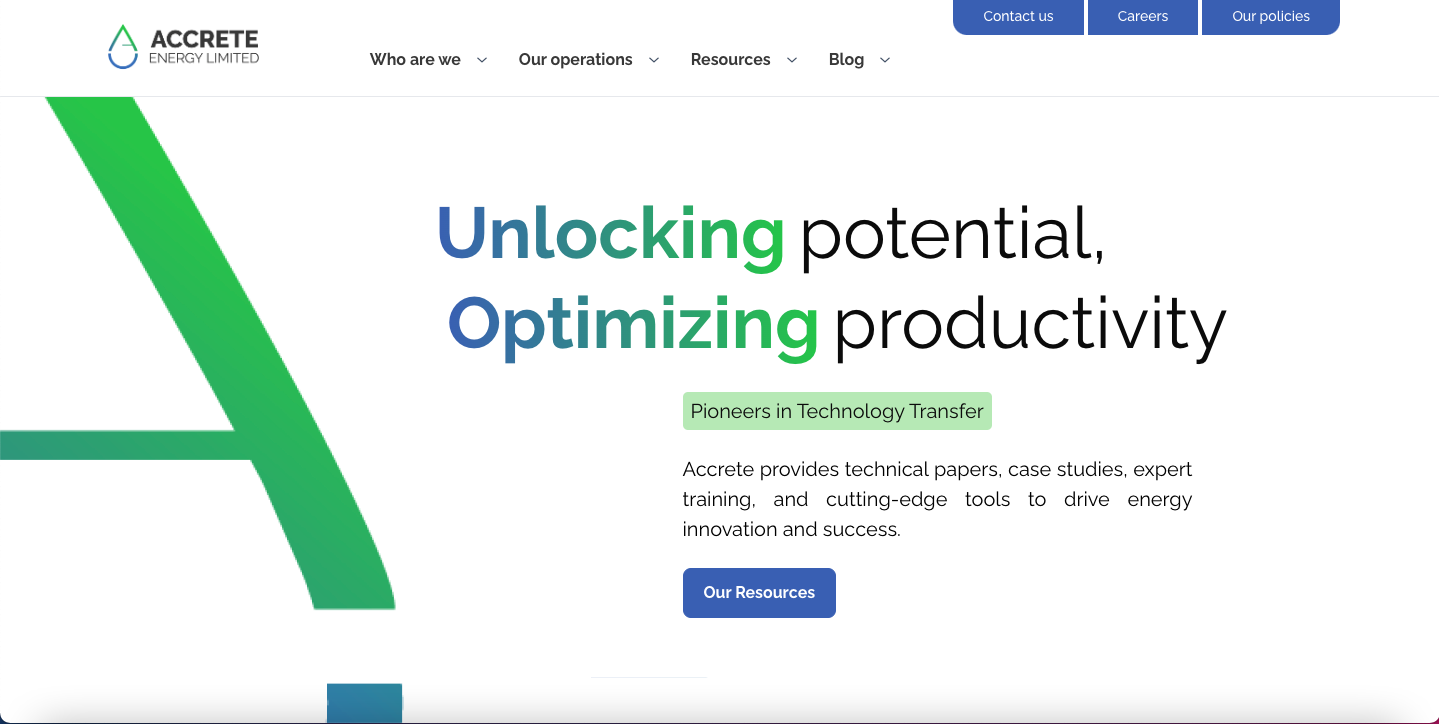 Contact us
Careers
Our policies
ACCRETE
ENERGY LIMITED
Who are we
Our operations
Resources
Blog
Unlocking potential,
Optimizing productivity
Pioneers in Technology Transfer
Accrete provides technical papers, case studies, expert
training, and cutting-edge tools to drive energy
innovation and success.
Our Resources